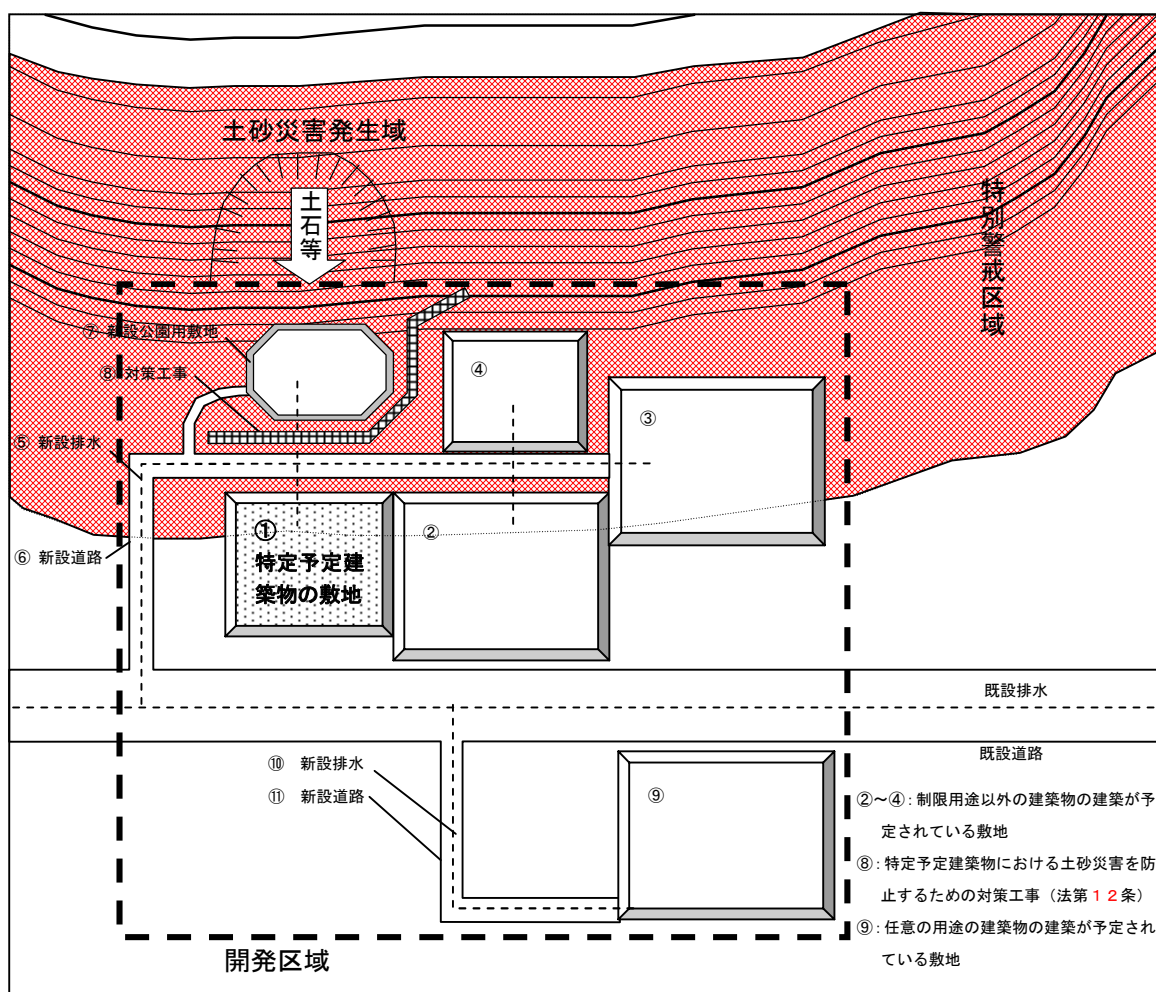 土砂災害発生域
土石等
特別警戒区域
⑦ 新設公園用敷地
⑧ 対策工事
④
③
⑤ 新設排水
①
特定予定建
築物の敷地
②
⑥ 新設道路
既設排水
既設道路
⑩ 新設排水
⑪ 新設道路
⑨
②～④：制限用途以外の建築物の建築が予
定されている敷地
⑧：特定予定建築物における土砂災害を防
止するための対策工事（法第１２条）
⑨：任意の用途の建築物の建築が予定され
ている敷地
開発区域